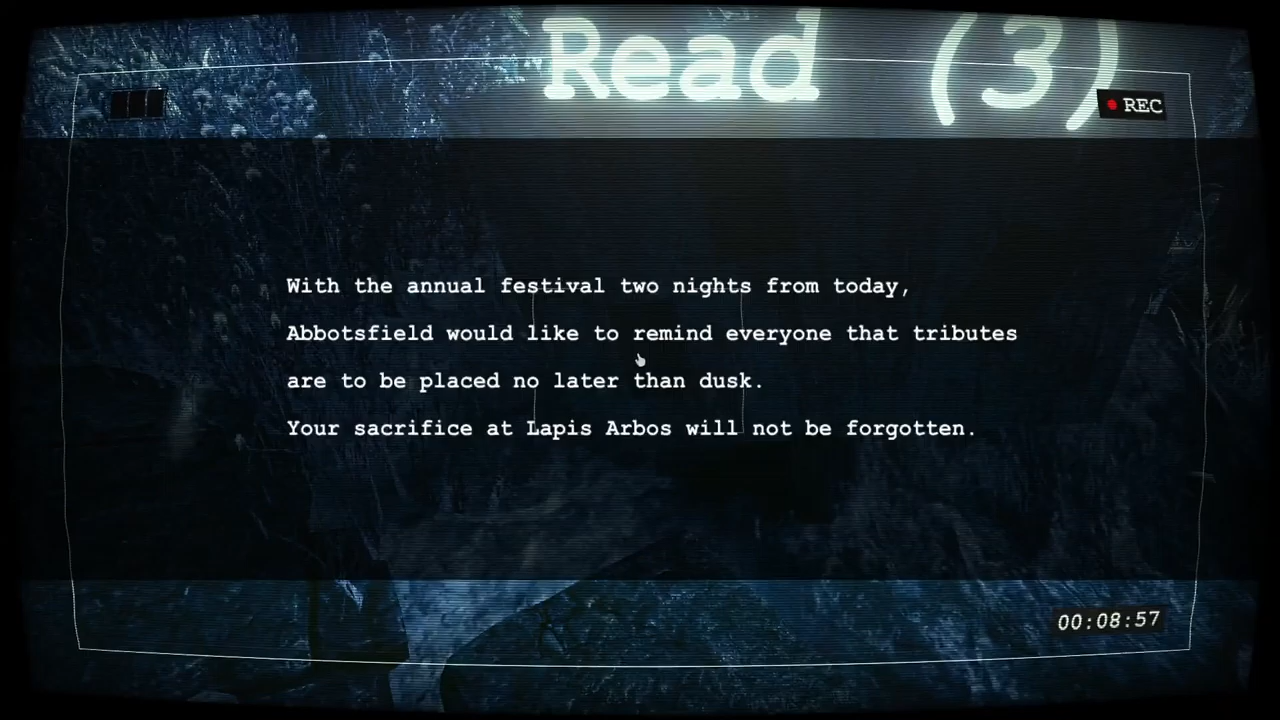 Read (3)
REC
With the annual festival two nights from today,
Abbotsfield would like to remind everyone that tributes
are to be placed no later than dusk.
Your sacrifice at Lapis Arbos will not be forgotten.
00:08:57